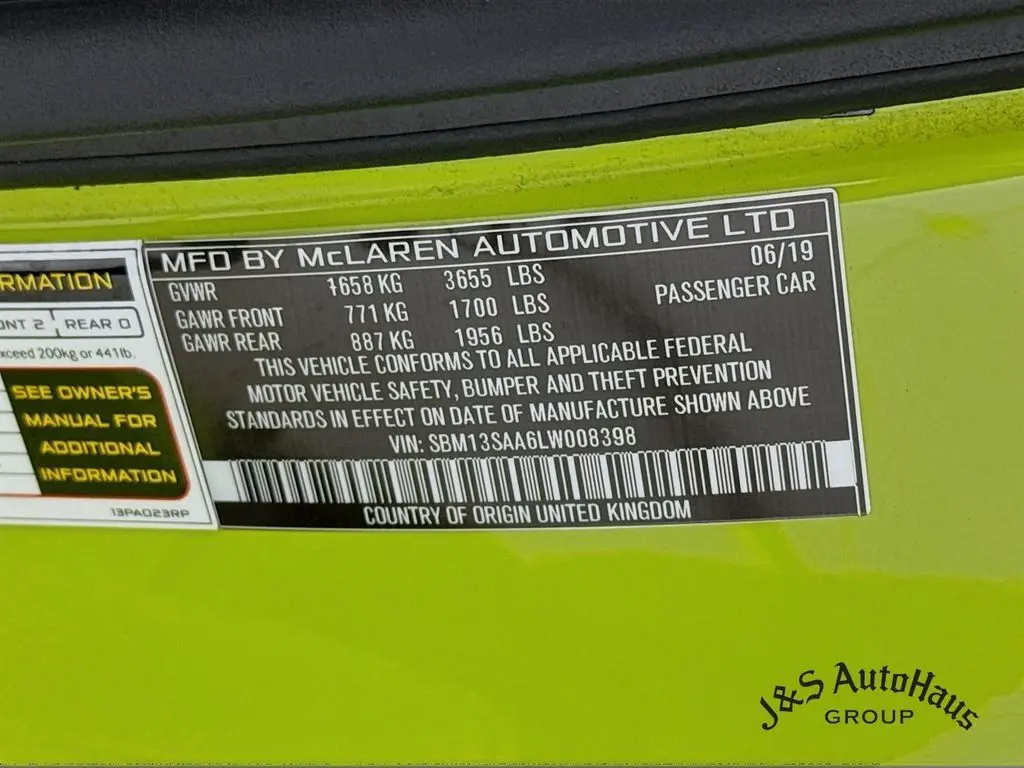 MFD BY McLAREN AUTOMOTIVE LTD
06/19
GVWR 1658 KG 3655 LBS
PASSENGER CAR
GAWR FRONT 771 KG 1700 LBS
GAWR REAR 887 KG 1956 LBS
THIS VEHICLE CONFORMS TO ALL APPLICABLE FEDERAL
MOTOR VEHICLE SAFETY, BUMPER AND THEFT PREVENTION
STANDARDS IN EFFECT ON DATE OF MANUFACTURE SHOWN ABOVE
VIN: SBM13SAA6LW008398
COUNTRY OF ORIGIN UNITED KINGDOM
RMATION
ONT 2 REAR 0
xceed 200kg or 441lb.
SEE OWNER'S
MANUAL FOR
ADDITIONAL
INFORMATION
13PA023RP
J&S AutoHaus
GROUP